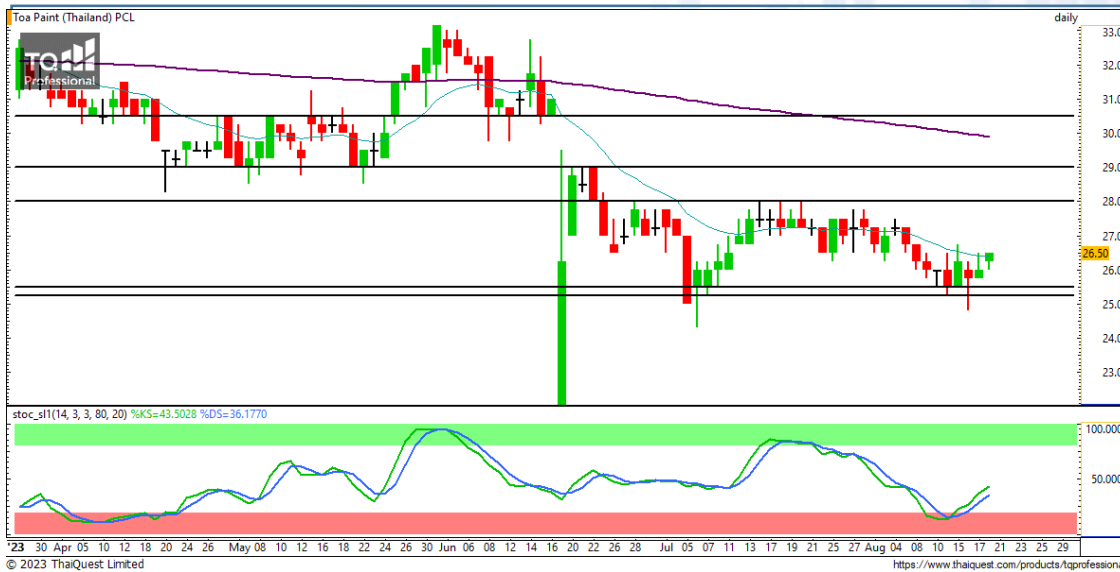 Toa Paint (Thailand) PCL daily
TQ
Professional
33.0
32.0
31.0
30.0
29.0
28.0
27.0
26.50
26.0
25.0
24.0
23.0
stoc_sl1(14, 3, 3, 80, 20) %KS=43.5028 %DS=36.1770
100.000
50.000
'23 30 Apr 05 10 12 18 20 24 26 May 08 10 12 16 18 22 24 26 30 Jun 06 08 12 14 16 20 22 26 28 Jul 05 07 11 13 17 19 21 25 27 Aug 04 08 10 15 17 21 23 25 29
© 2023 ThaiQuest Limited https://www.thaiquest.com/products/tqprofessiona